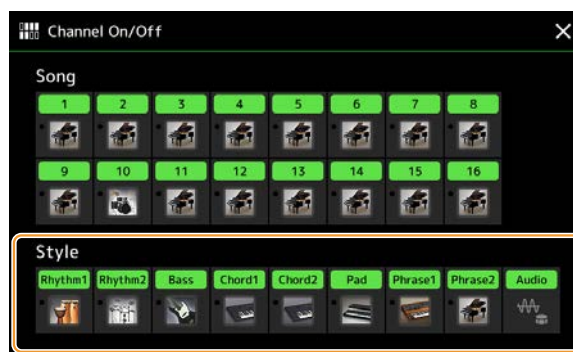 Channel On/Off
Song
1 2 3 4 5 6 7 8
9 10 11 12 13 14 15 16
Style
Rhythm1 Rhythm2 Bass Chord1 Chord2 Pad Phrase1 Phrase2 Audio